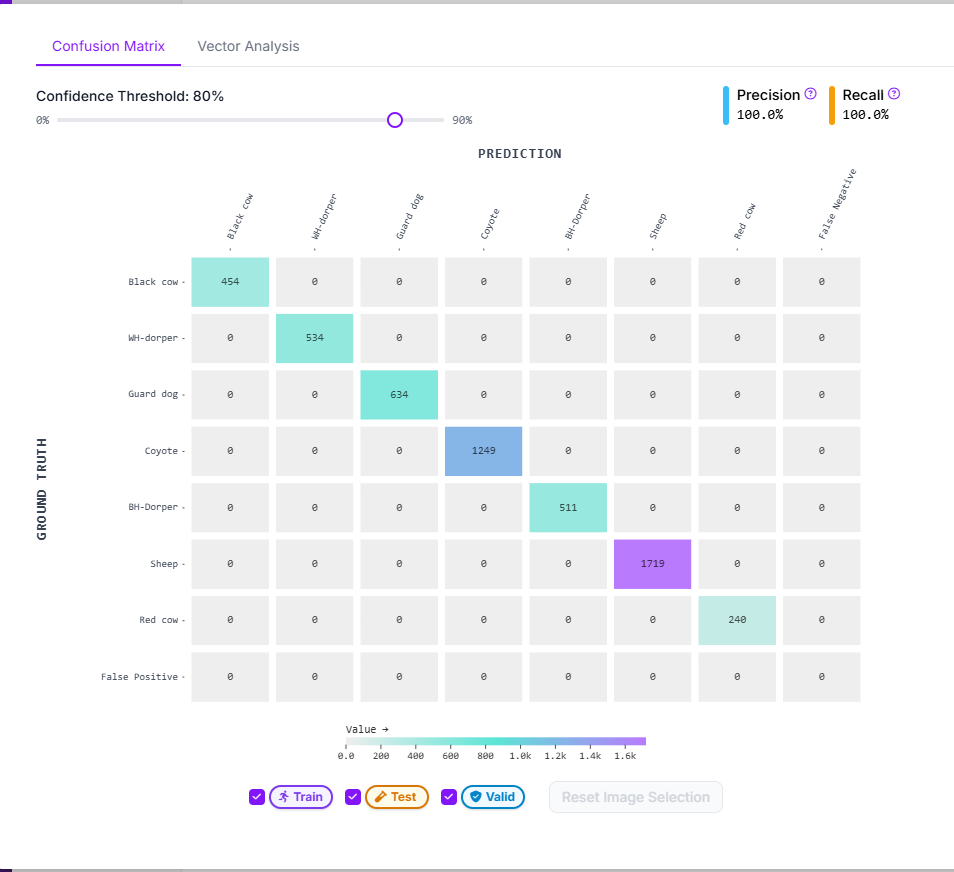 Confusion Matrix Vector Analysis
Confidence Threshold: 80%
0% 90%
Precision ? Recall ?
100.0% 100.0%
PREDICTION
Black cow WH-dorper Guard dog Coyote BH-Dorper Sheep Red cow False Negative
GROUND TRUTH
Black cow 454 0 0 0 0 0 0 0
WH-dorper 0 534 0 0 0 0 0 0
Guard dog 0 0 634 0 0 0 0 0
Coyote 0 0 0 1249 0 0 0 0
BH-Dorper 0 0 0 0 511 0 0 0
Sheep 0 0 0 0 0 1719 0 0
Red cow 0 0 0 0 0 0 240 0
False Positive 0 0 0 0 0 0 0 0
Value →
0.0 200 400 600 800 1.0k 1.2k 1.4k 1.6k
Train Test Valid Reset Image Selection